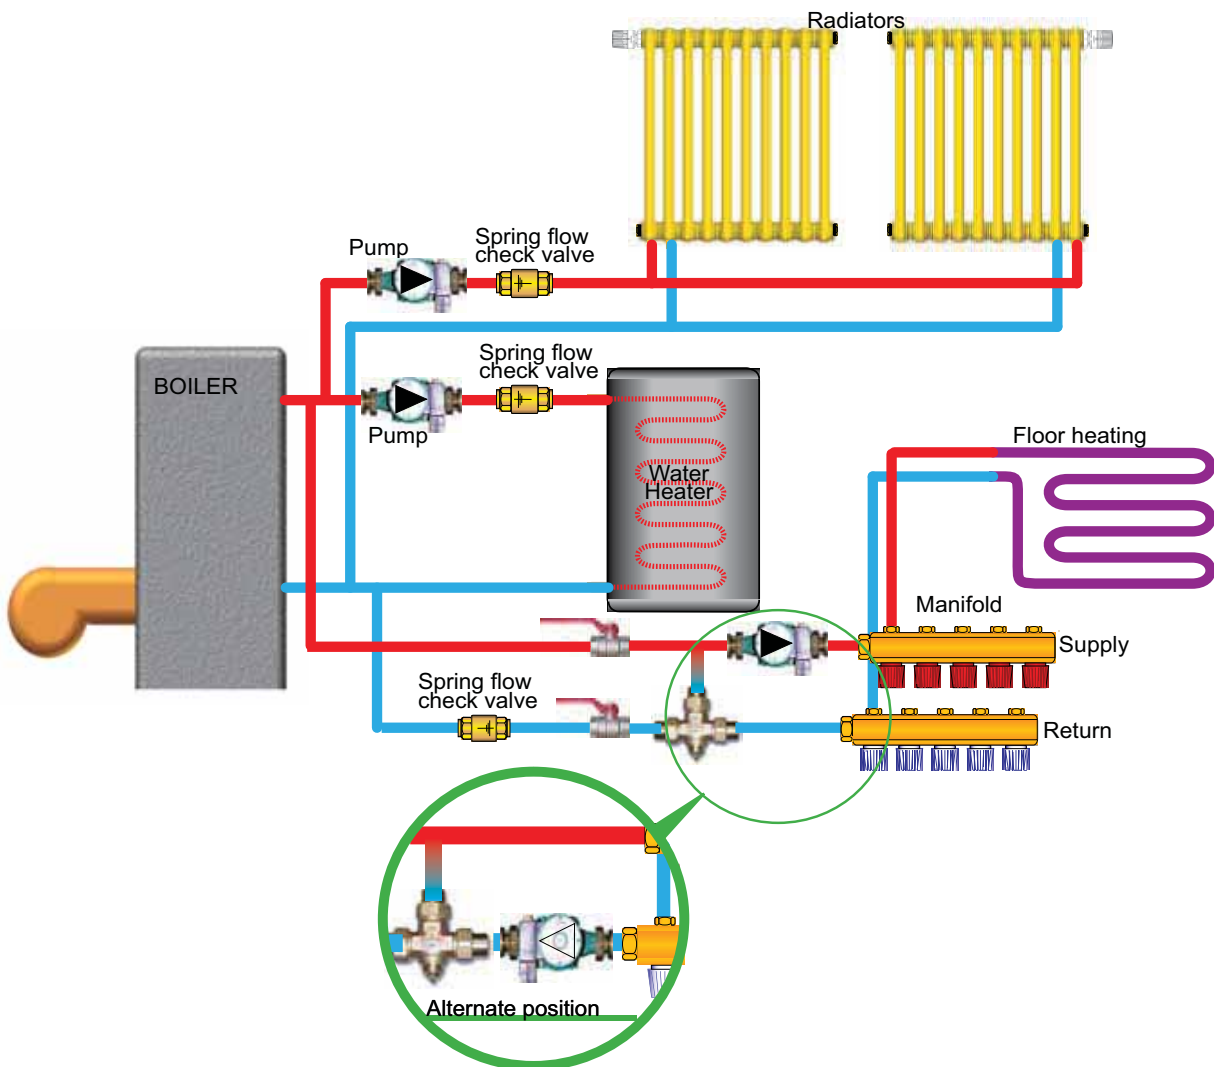 Radiators
Pump
Spring flow
check valve
BOILER
Spring flow
check valve
Pump
Water
Heater
Floor heating
Manifold
Supply
Spring flow
check valve
Return
Alternate position